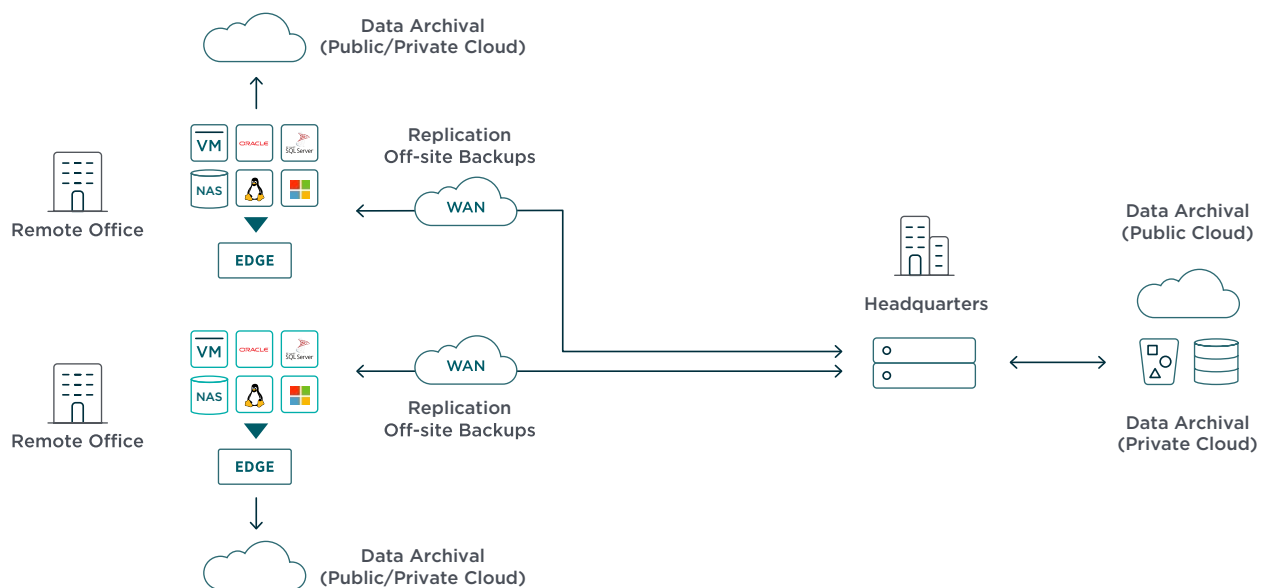 Data Archival
(Public/Private Cloud)
VM
ORACLE
SQL Server
Replication
Off-site Backups
NAS
WAN
Remote Office
EDGE
Data Archival
(Public Cloud)
Headquarters
VM
ORACLE
SQL Server
NAS
WAN
Remote Office
Replication
Off-site Backups
EDGE
Data Archival
(Private Cloud)
Data Archival
(Public/Private Cloud)